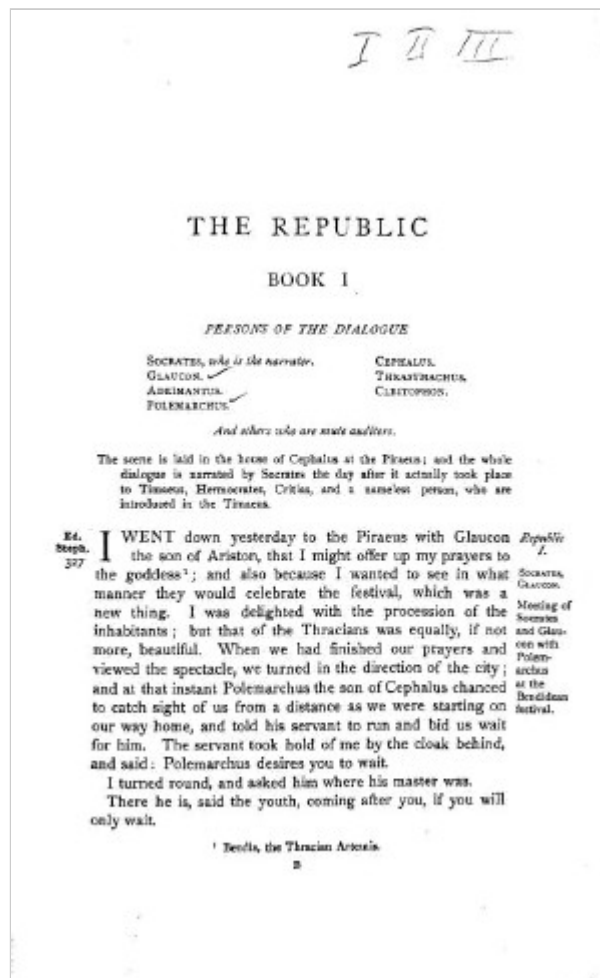 I II III
THE REPUBLIC
BOOK I
PERSONS OF THE DIALOGUE
SOCRATES, who is the narrator.
GLAUCON.
ADEIMANTUS.
POLEMARCHUS.
CEPHALUS.
THRASYMACHUS.
CLEITOPHON.
And others who are mute auditors.
The scene is laid in the house of Cephalus at the Piraeus; and the whole
dialogue is narrated by Socrates the day after it actually took place
to Timaeus, Hermocrates, Critias, and a nameless person, who are
introduced in the Timaeus.
Ed.
Steph.
327
I WENT down yesterday to the Piraeus with Glaucon
the son of Ariston, that I might offer up my prayers to
the goddess¹; and also because I wanted to see in what
manner they would celebrate the festival, which was a
new thing. I was delighted with the procession of the
inhabitants; but that of the Thracians was equally, if not
more, beautiful. When we had finished our prayers and
viewed the spectacle, we turned in the direction of the city;
and at that instant Polemarchus the son of Cephalus chanced
to catch sight of us from a distance as we were starting on
our way home, and told his servant to run and bid us wait
for him. The servant took hold of me by the cloak behind,
and said: Polemarchus desires you to wait.
I turned round, and asked him where his master was.
There he is, said the youth, coming after you, if you will
only wait.
Republic
I.
SOCRATES,
GLAUCON.
Meeting of
Socrates
and Glau-
con with
Polem-
archus
at the
Bendidean
festival.
¹ Bendis, the Thracian Artemis.
B